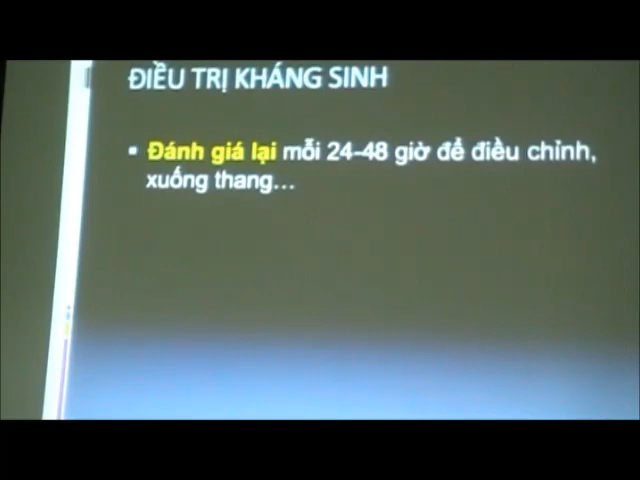 ĐIỀU TRỊ KHÁNG SINH
▪ Đánh giá lại mỗi 24-48 giờ để điều chỉnh,
xuống thang...